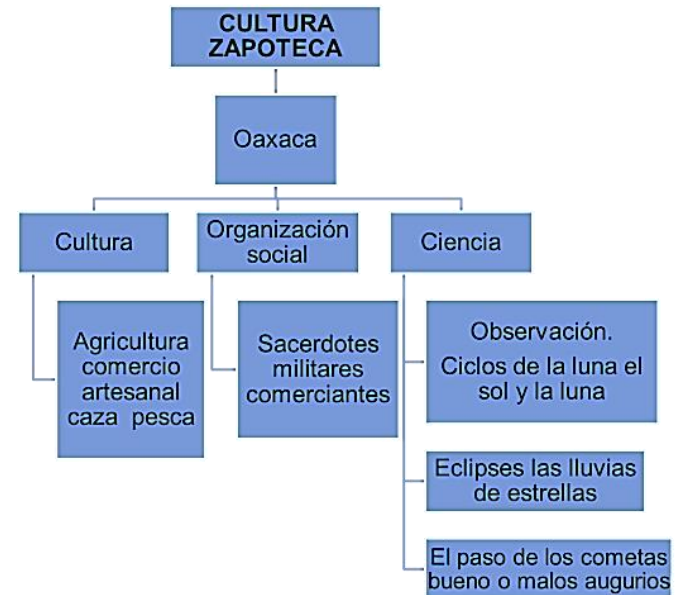 CULTURA
ZAPOTECA
Oaxaca
Cultura
Organización
social
Ciencia
Agricultura
comercio
artesanal
caza pesca
Sacerdotes
militares
comerciantes
Observación.
Ciclos de la luna el
sol y la luna
Eclipses las lluvias
de estrellas
El paso de los cometas
bueno o malos augurios